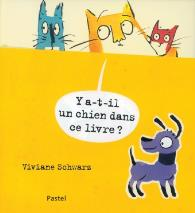 Y a-t-il
un chien dans
ce livre ?
Viviane Schwarz
Pastel